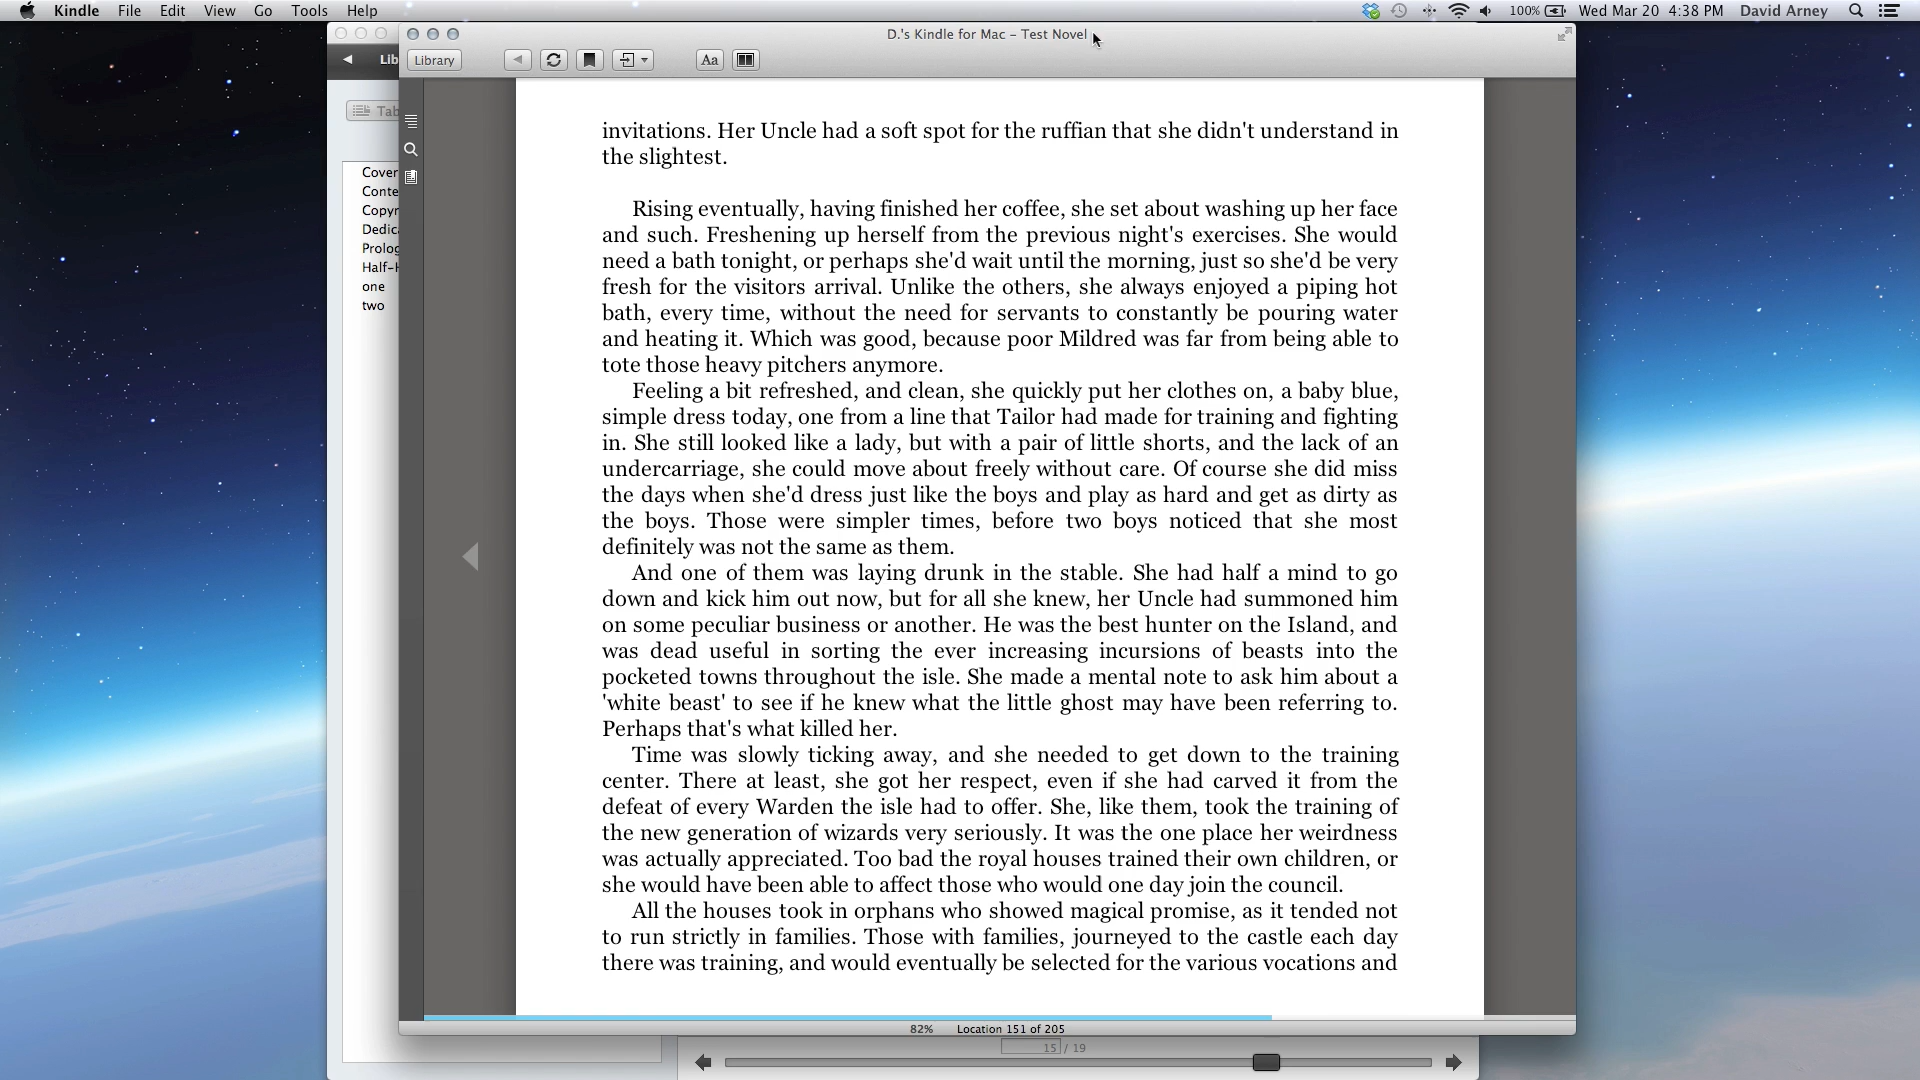 Kindle File Edit View Go Tools Help
100% Wed Mar 20 4:38 PM David Arney
D.'s Kindle for Mac - Test Novel
Library
Aa
Lib
Tab
Cover
Conte
Copyr
Dedic
Prolog
Half-H
one
two
invitations. Her Uncle had a soft spot for the ruffian that she didn't understand in
the slightest.
Rising eventually, having finished her coffee, she set about washing up her face
and such. Freshening up herself from the previous night's exercises. She would
need a bath tonight, or perhaps she'd wait until the morning, just so she'd be very
fresh for the visitors arrival. Unlike the others, she always enjoyed a piping hot
bath, every time, without the need for servants to constantly be pouring water
and heating it. Which was good, because poor Mildred was far from being able to
tote those heavy pitchers anymore.
Feeling a bit refreshed, and clean, she quickly put her clothes on, a baby blue,
simple dress today, one from a line that Tailor had made for training and fighting
in. She still looked like a lady, but with a pair of little shorts, and the lack of an
undercarriage, she could move about freely without care. Of course she did miss
the days when she'd dress just like the boys and play as hard and get as dirty as
the boys. Those were simpler times, before two boys noticed that she most
definitely was not the same as them.
And one of them was laying drunk in the stable. She had half a mind to go
down and kick him out now, but for all she knew, her Uncle had summoned him
on some peculiar business or another. He was the best hunter on the Island, and
was dead useful in sorting the ever increasing incursions of beasts into the
pocketed towns throughout the isle. She made a mental note to ask him about a
'white beast' to see if he knew what the little ghost may have been referring to.
Perhaps that's what killed her.
Time was slowly ticking away, and she needed to get down to the training
center. There at least, she got her respect, even if she had carved it from the
defeat of every Warden the isle had to offer. She, like them, took the training of
the new generation of wizards very seriously. It was the one place her weirdness
was actually appreciated. Too bad the royal houses trained their own children, or
she would have been able to affect those who would one day join the council.
All the houses took in orphans who showed magical promise, as it tended not
to run strictly in families. Those with families, journeyed to the castle each day
there was training, and would eventually be selected for the various vocations and
82% Location 151 of 205
15 / 19